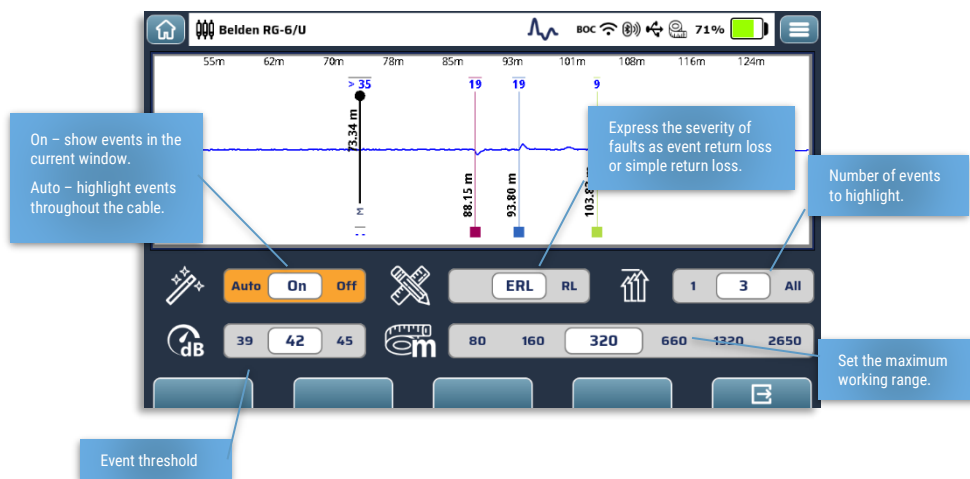 Belden RG-6/U
BOC
71%
55m 62m 70m 78m 85m 93m 101m 108m 116m 124m
> 35
19
19
9
73.34 m
88.15 m
93.80 m
M
On – show events in the
current window.
Auto – highlight events
throughout the cable.
Express the severity of
faults as event return loss
or simple return loss.
Number of events
to highlight.
Auto On Off
ERL RL
1 3 All
dB
39 42 45
m
80 160 320 660 1320 2650
Set the maximum
working range.
Event threshold